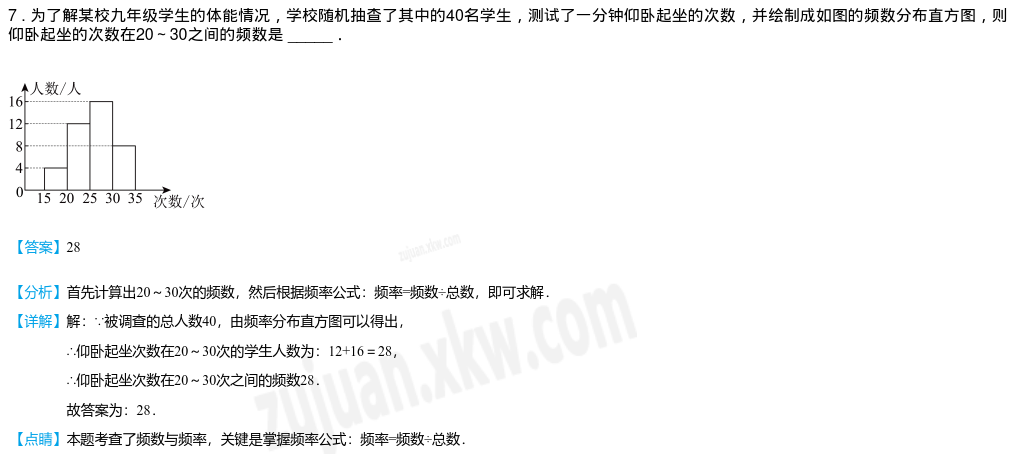 7．为了解某校九年级学生的体能情况，学校随机抽查了其中的40名学生，测试了一分钟仰卧起坐的次数，并绘制成如图的频数分布直方图，则
仰卧起坐的次数在20～30之间的频数是 _____．
人数/人
16
12
8
4
0
15 20 25 30 35 次数/次
【答案】28
【分析】首先计算出20～30次的频数，然后根据频率公式：频率=频数÷总数，即可求解．
【详解】解：∵被调查的总人数40，由频率分布直方图可以得出，
∴仰卧起坐次数在20～30次的学生人数为：12+16＝28，
∴仰卧起坐次数在20～30次之间的频数28．
故答案为：28．
【点睛】本题考查了频数与频率，关键是掌握频率公式：频率=频数÷总数．
zujuan.xkw.com
zujuan.xkw.com